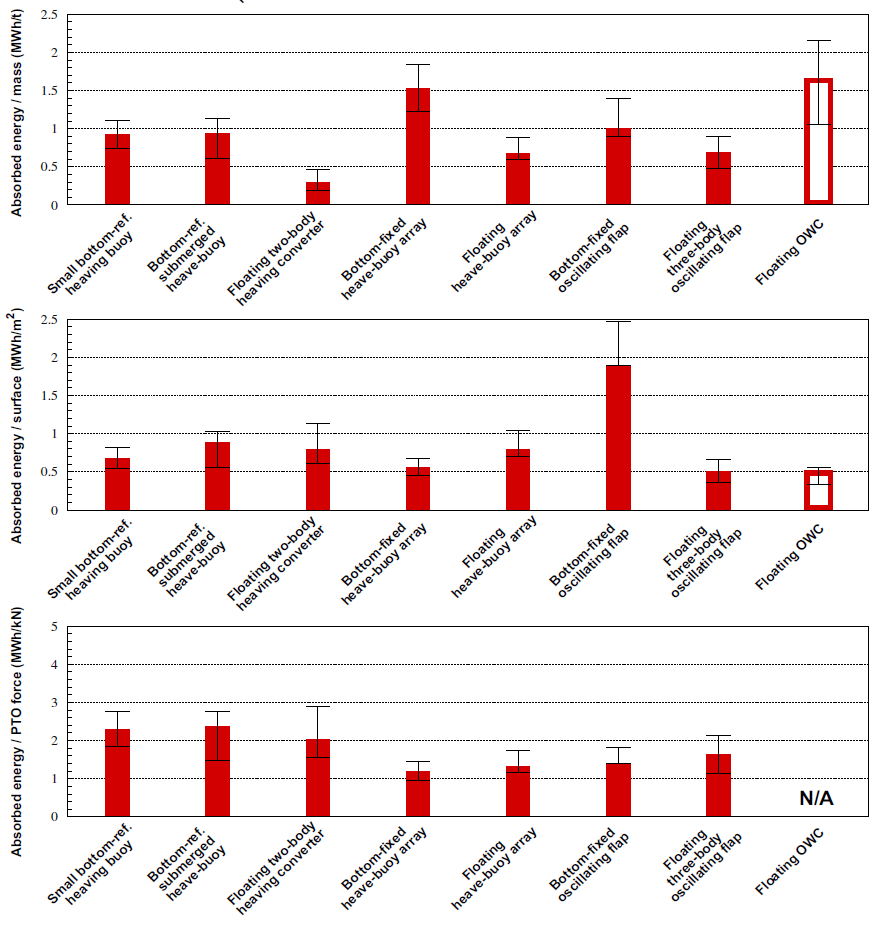 Absorbed energy / mass (MWh/t)
2.5
2
1.5
1
0.5
0
Small bottom-ref.
heaving buoy
Bottom-ref.
submerged
heave-buoy
Floating two-body
heaving converter
Bottom-fixed
heave-buoy array
Floating
heave-buoy array
Bottom-fixed
oscillating flap
Floating
three-body
oscillating flap
Floating OWC
Absorbed energy / surface (MWh/m²)
2.5
2
1.5
1
0.5
0
Small bottom-ref.
heaving buoy
Bottom-ref.
submerged
heave-buoy
Floating two-body
heaving converter
Bottom-fixed
heave-buoy array
Floating
heave-buoy array
Bottom-fixed
oscillating flap
Floating
three-body
oscillating flap
Floating OWC
Absorbed energy / PTO force (MWh/kN)
5
4
3
2
1
0
N/A
Small bottom-ref.
heaving buoy
Bottom-ref.
submerged
heave-buoy
Floating two-body
heaving converter
Bottom-fixed
heave-buoy array
Floating
heave-buoy array
Bottom-fixed
oscillating flap
Floating
three-body
oscillating flap
Floating OWC